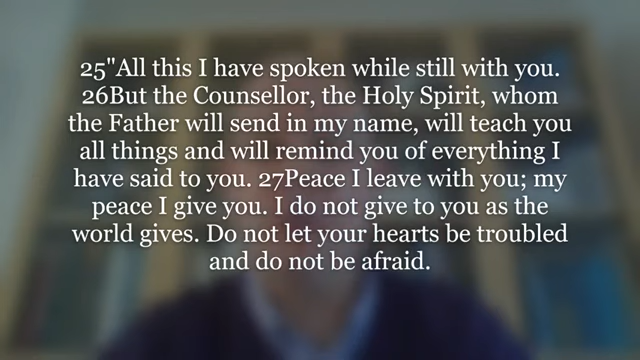 25"All this I have spoken while still with you.
26But the Counsellor, the Holy Spirit, whom
the Father will send in my name, will teach you
all things and will remind you of everything I
have said to you. 27Peace I leave with you; my
peace I give you. I do not give to you as the
world gives. Do not let your hearts be troubled
and do not be afraid.